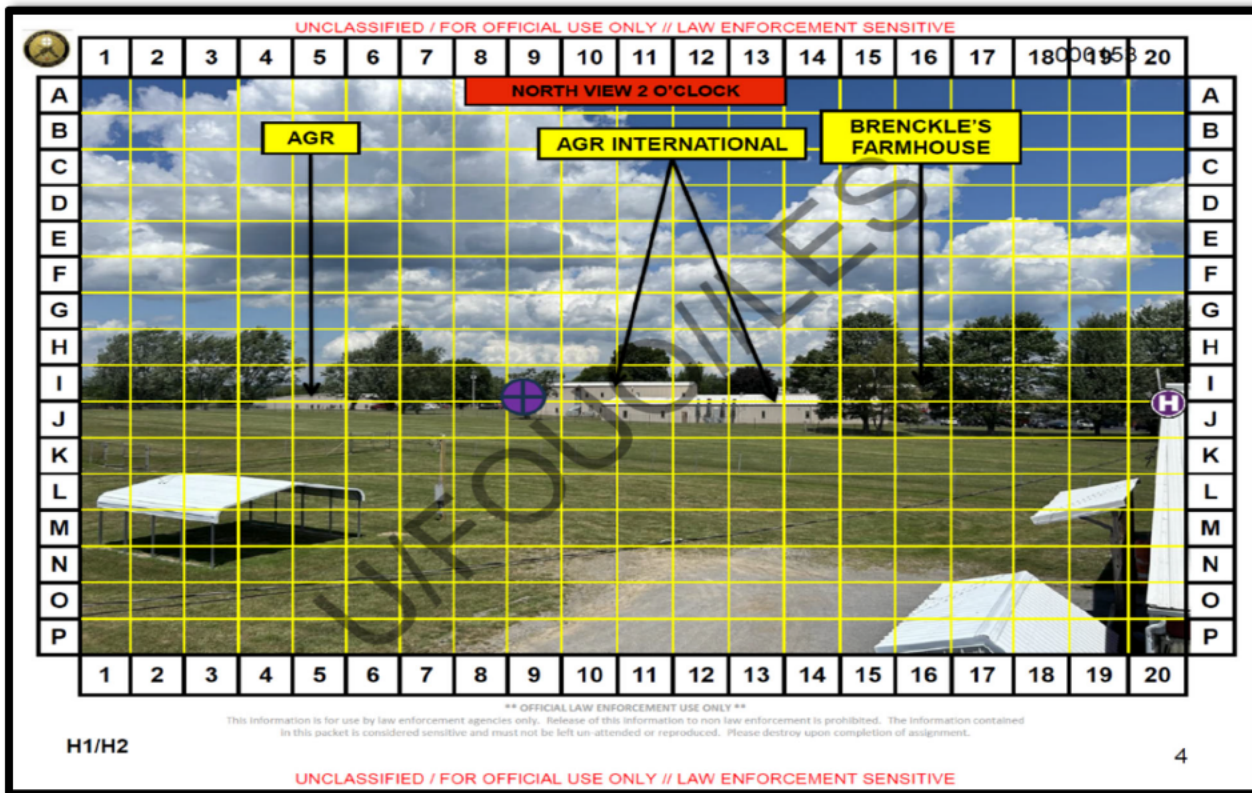 UNCLASSIFIED / FOR OFFICIAL USE ONLY // LAW ENFORCEMENT SENSITIVE
1 2 3 4 5 6 7 8 9 10 11 12 13 14 15 16 17 18 19 20
NORTH VIEW 2 O'CLOCK
AGR
AGR INTERNATIONAL
BRENCKLE'S
FARMHOUSE
A A
B B
C C
D D
E E
F F
G G
H H
I I
J H J
K K
L L
M M
N N
O O
P P
U/FOUO//LES
1 2 3 4 5 6 7 8 9 10 11 12 13 14 15 16 17 18 19 20
** OFFICIAL LAW ENFORCEMENT USE ONLY **
This information is for use by law enforcement agencies only. Release of this information to non law enforcement is prohibited. The information contained
in this packet is considered sensitive and must not be left un-attended or reproduced. Please destroy upon completion of assignment.
H1/H2
4
UNCLASSIFIED / FOR OFFICIAL USE ONLY // LAW ENFORCEMENT SENSITIVE